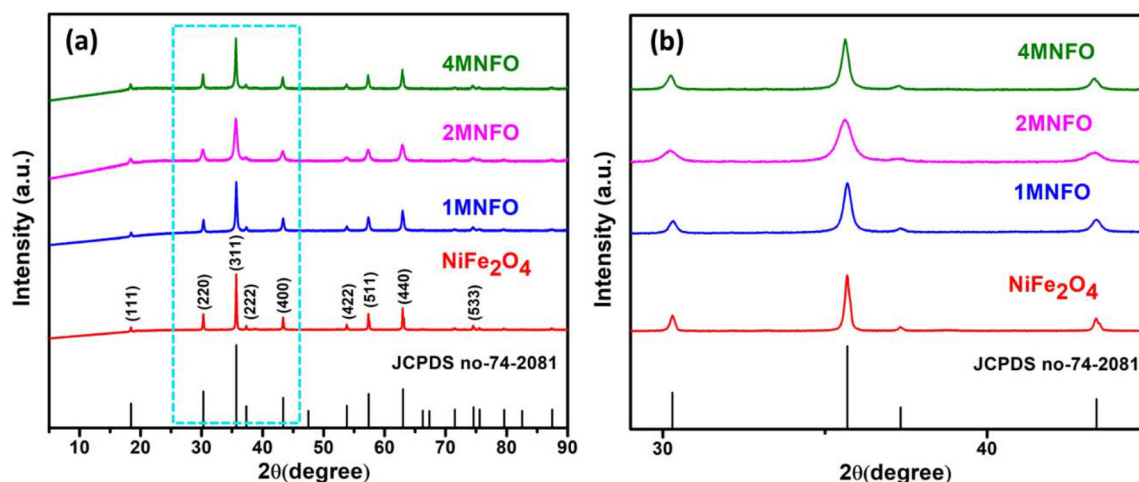 (a)
4MNFO
2MNFO
1MNFO
NiFe₂O₄
(111)
(220)
(311)
(222)
(400)
(422)
(511)
(440)
(533)
JCPDS no-74-2081
10 20 30 40 50 60 70 80 90
2θ(degree)
Intensity (a.u.)
(b)
4MNFO
2MNFO
1MNFO
NiFe₂O₄
JCPDS no-74-2081
30 40
2θ(degree)
Intensity (a.u.)